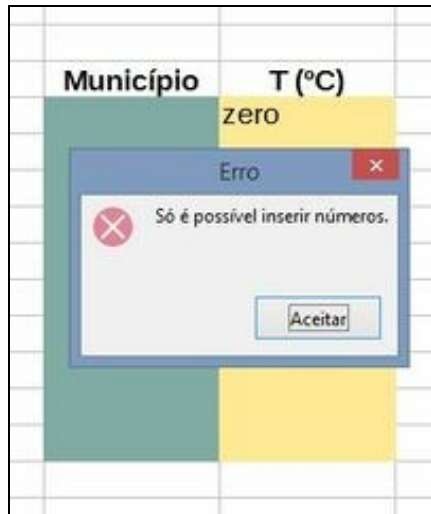 Município T (ºC)
zero
Erro
Só é possível inserir números.
Aceitar